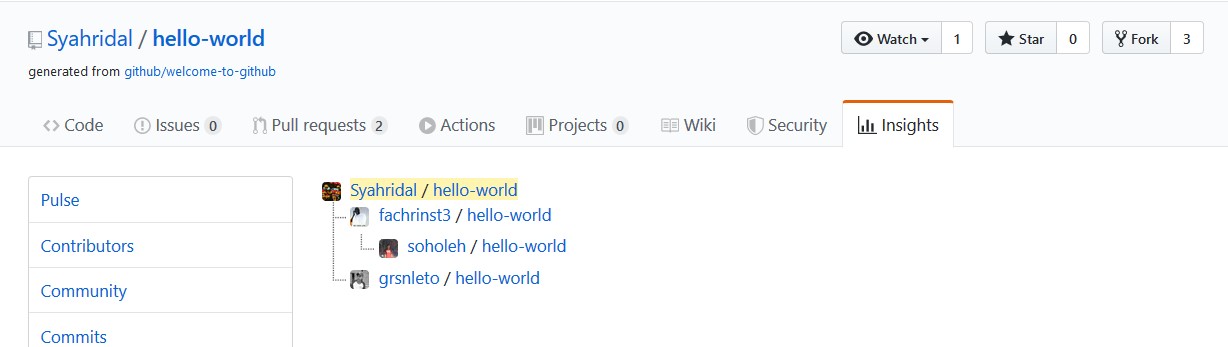 Syahridal / hello-world
Watch 1 Star 0 Fork 3
generated from github/welcome-to-github
Code Issues 0 Pull requests 2 Actions Projects 0 Wiki Security Insights
Pulse
Contributors
Community
Commits
Syahridal / hello-world
fachrinst3 / hello-world
soholeh / hello-world
grsnleto / hello-world